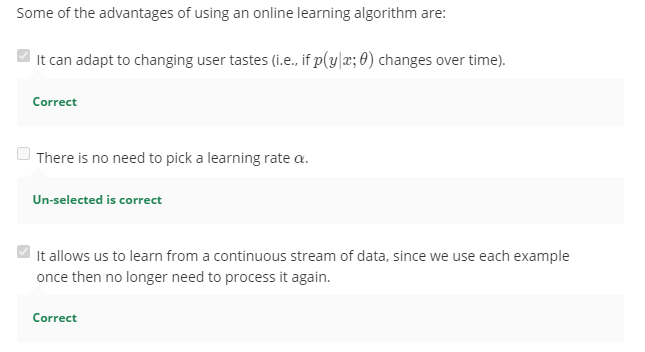 Some of the advantages of using an online learning algorithm are:
It can adapt to changing user tastes (i.e., if p(y|x; θ) changes over time).
Correct
There is no need to pick a learning rate α.
Un-selected is correct
It allows us to learn from a continuous stream of data, since we use each example
once then no longer need to process it again.
Correct